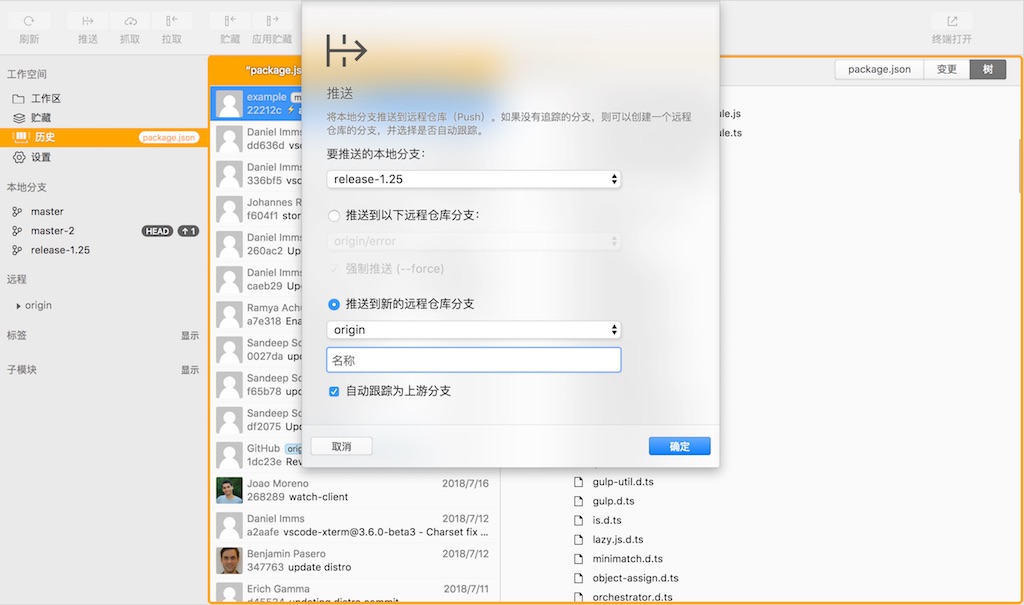 刷新
推送
抓取
拉取
贮藏
应用贮藏
终端打开
工作空间
工作区
贮藏
历史
package.json
设置
本地分支
master
master-2
HEAD
1
release-1.25
远程
origin
标签
显示
子模块
显示
"package.js
package.json
变更
树
example
22212c
Daniel Imms
dd636d vsc
Daniel Imms
336bf5 vsc
Johannes R
f604f1 stor
Daniel Imms
260ac2 Up
Daniel Imms
caeb29 Up
Ramya Ach
a7e318 Ena
Sandeep So
0027da upd
Sandeep So
f65b78 upd
Sandeep So
df2075 Upd
GitHub orig
1dc23e Rev
Joao Moreno
2018/7/16
268289 watch-client
Daniel Imms
2018/7/12
a2aafe vscode-xterm@3.6.0-beta3 - Charset fix ...
Benjamin Pasero
2018/7/12
347763 update distro
Erich Gamma
2018/7/11
d45534 updating distro commit
推送
将本地分支推送到远程仓库（Push）。如果没有追踪的分支，则可以创建一个远程
仓库的分支，并选择是否自动跟踪。
要推送的本地分支：
release-1.25
推送到以下远程仓库分支：
origin/error
强制推送 (--force)
推送到新的远程仓库分支
origin
名称
自动跟踪为上游分支
取消
确定
ule.js
ule.ts
gulp-util.d.ts
gulp.d.ts
is.d.ts
lazy.js.d.ts
minimatch.d.ts
object-assign.d.ts
orchestrator.d.ts